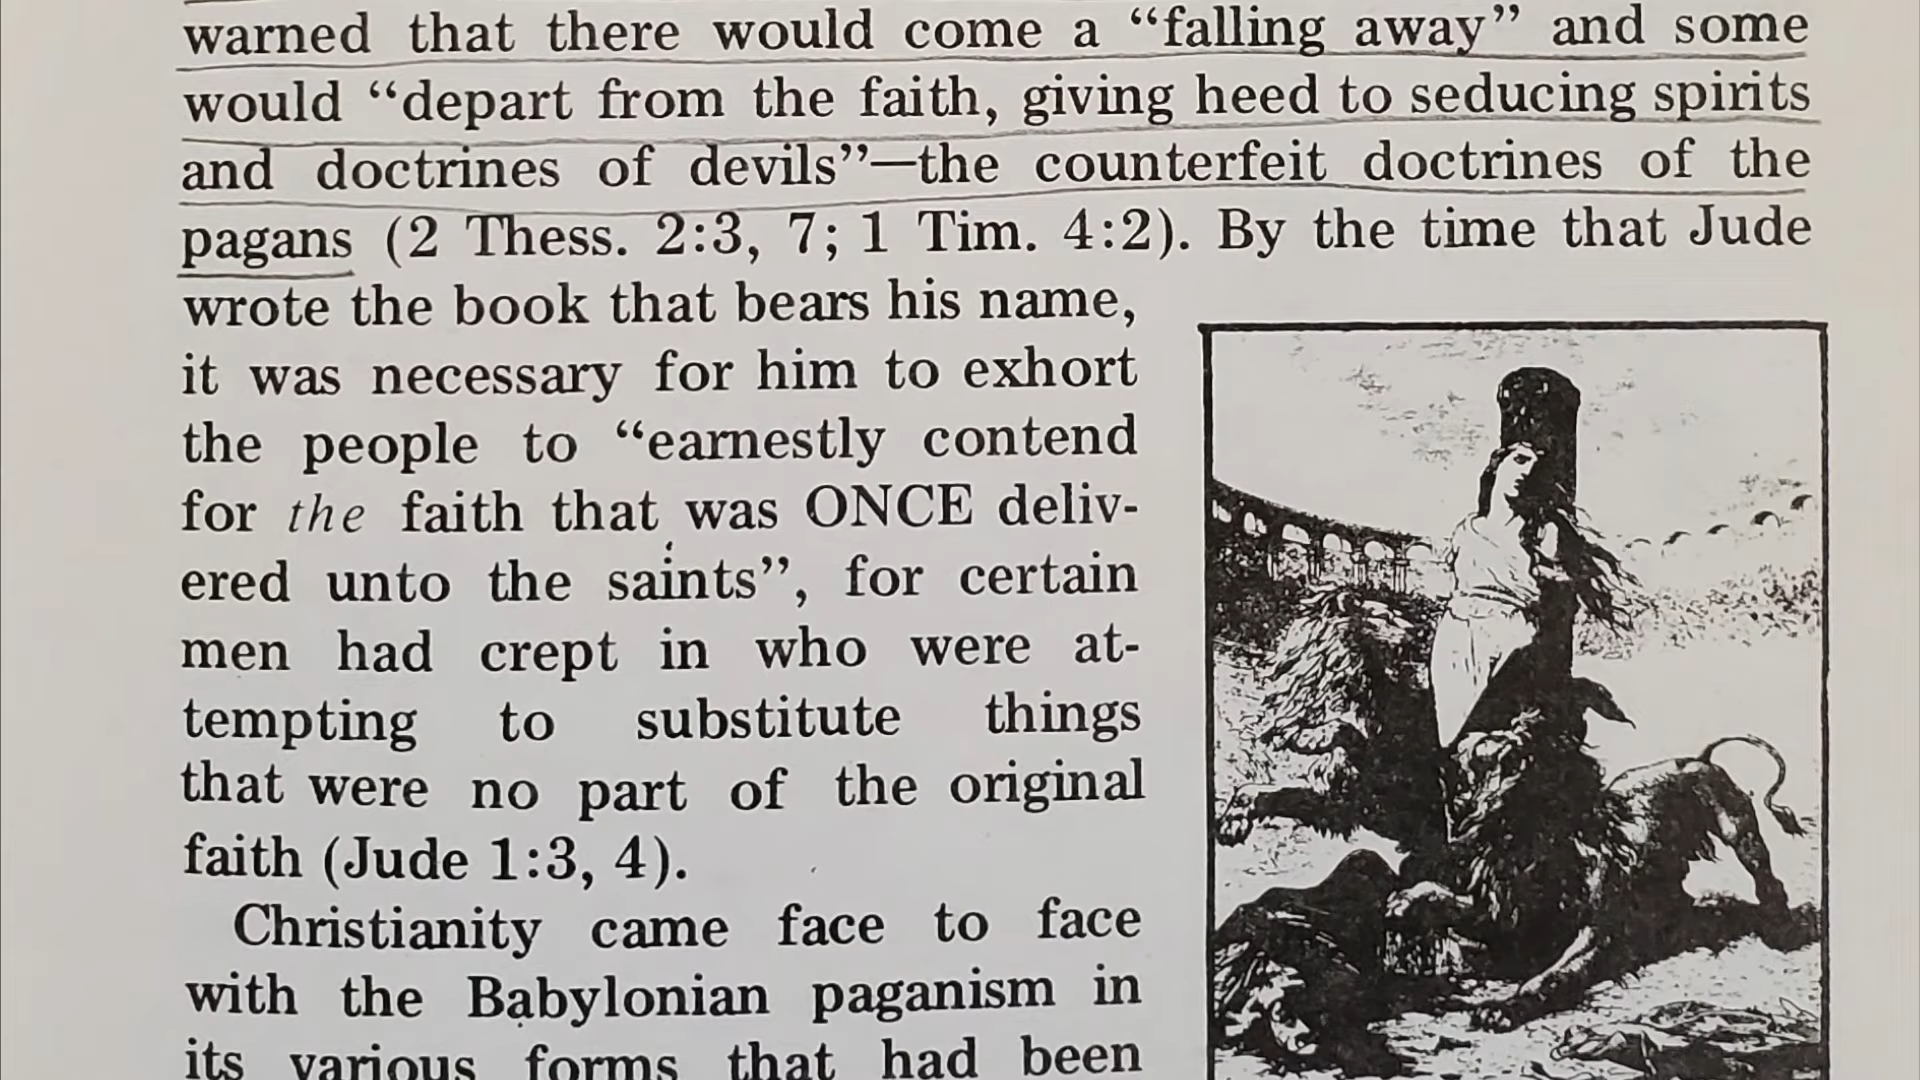 warned that there would come a “falling away” and some
would “depart from the faith, giving heed to seducing spirits
and doctrines of devils”—the counterfeit doctrines of the
pagans (2 Thess. 2:3, 7; 1 Tim. 4:2). By the time that Jude
wrote the book that bears his name,
it was necessary for him to exhort
the people to “earnestly contend
for the faith that was ONCE deliv-
ered unto the saints”, for certain
men had crept in who were at-
tempting to substitute things
that were no part of the original
faith (Jude 1:3, 4).
Christianity came face to face
with the Babylonian paganism in
its various forms that had been